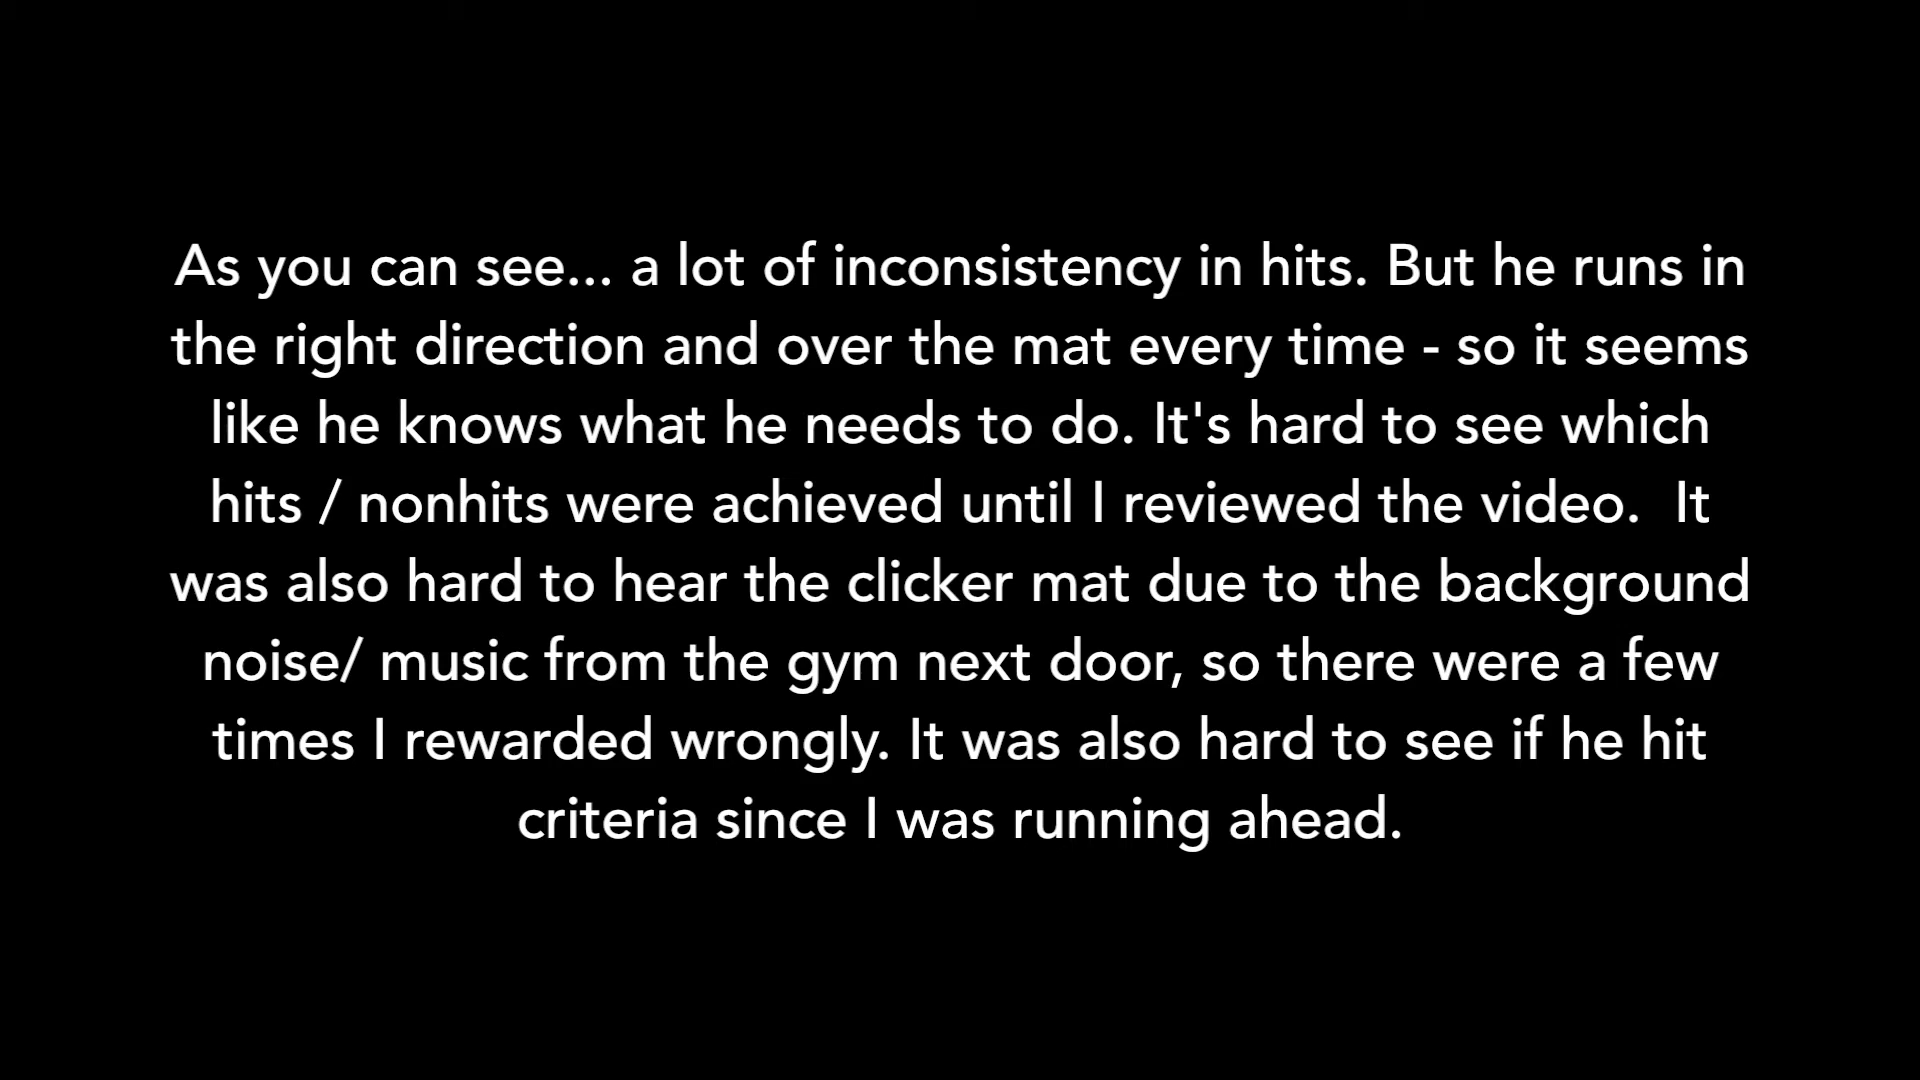 As you can see... a lot of inconsistency in hits. But he runs in
the right direction and over the mat every time - so it seems
like he knows what he needs to do. It's hard to see which
hits / nonhits were achieved until I reviewed the video.  It
was also hard to hear the clicker mat due to the background
noise/ music from the gym next door, so there were a few
times I rewarded wrongly. It was also hard to see if he hit
criteria since I was running ahead.